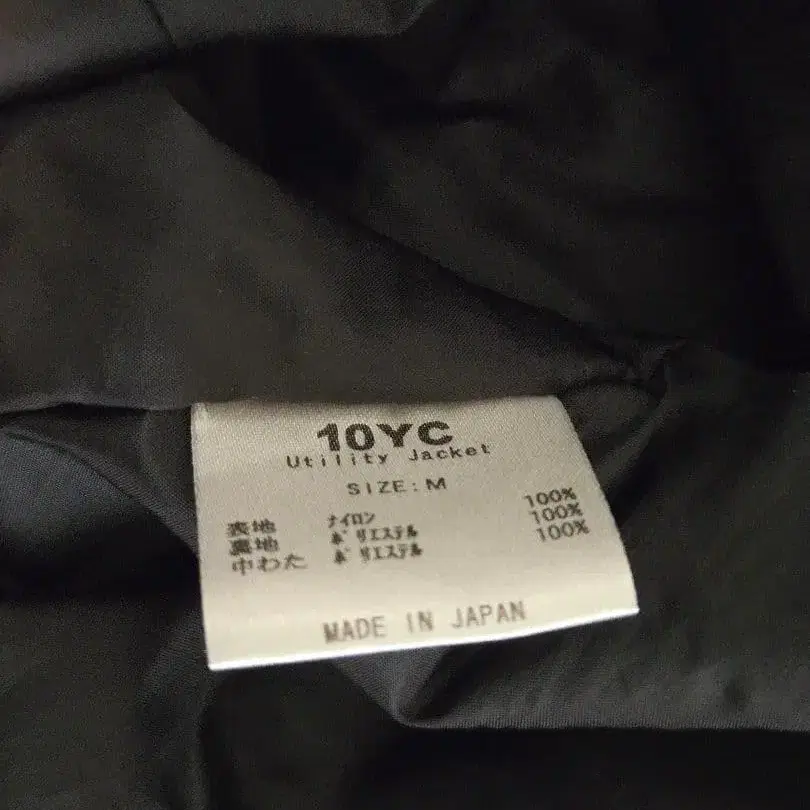 10YC
Utility Jacket
SIZE:M
表地 ナイロン 100%
裏地 ポリエステル 100%
中わた ポリエステル 100%
MADE IN JAPAN